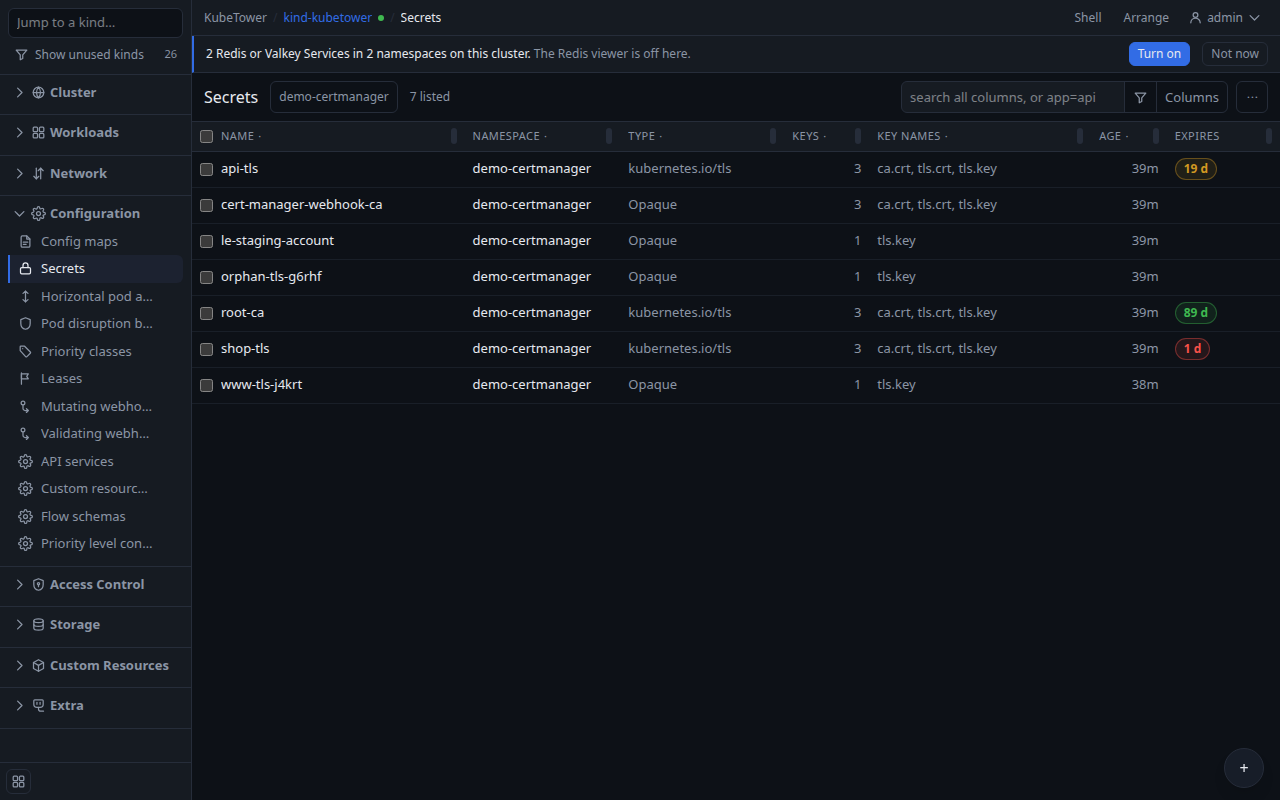 Jump to a kind...
Show unused kinds 26
Cluster
Workloads
Network
Configuration
Config maps
Secrets
Horizontal pod a...
Pod disruption b...
Priority classes
Leases
Mutating webho...
Validating webh...
API services
Custom resourc...
Flow schemas
Priority level con...
Access Control
Storage
Custom Resources
Extra
KubeTower / kind-kubetower / Secrets
Shell Arrange admin
2 Redis or Valkey Services in 2 namespaces on this cluster. The Redis viewer is off here.
Turn on Not now
Secrets demo-certmanager 7 listed
search all columns, or app=api Columns ...
NAME · NAMESPACE · TYPE · KEYS · KEY NAMES · AGE · EXPIRES
api-tls demo-certmanager kubernetes.io/tls 3 ca.crt, tls.crt, tls.key 39m 19 d
cert-manager-webhook-ca demo-certmanager Opaque 3 ca.crt, tls.crt, tls.key 39m
le-staging-account demo-certmanager Opaque 1 tls.key 39m
orphan-tls-g6rhf demo-certmanager Opaque 1 tls.key 39m
root-ca demo-certmanager kubernetes.io/tls 3 ca.crt, tls.crt, tls.key 39m 89 d
shop-tls demo-certmanager kubernetes.io/tls 3 ca.crt, tls.crt, tls.key 39m 1 d
www-tls-j4krt demo-certmanager Opaque 1 tls.key 38m
+